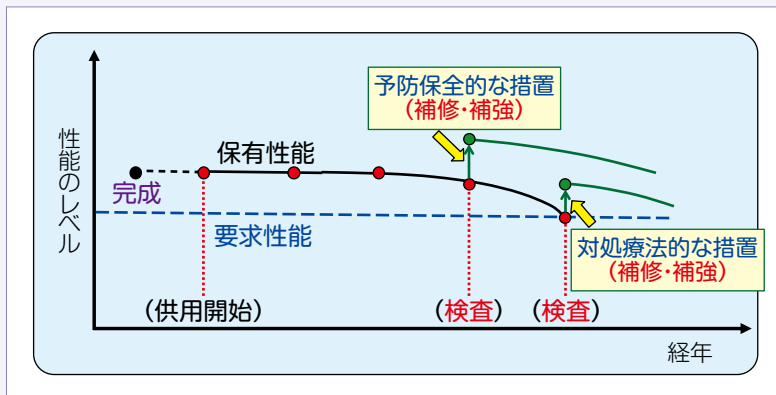 予防保全的な措置
(補修・補強)
保有性能
完成
性能のレベル
要求性能
対処療法的な措置
(補修・補強)
(供用開始)
(検査)
(検査)
経年